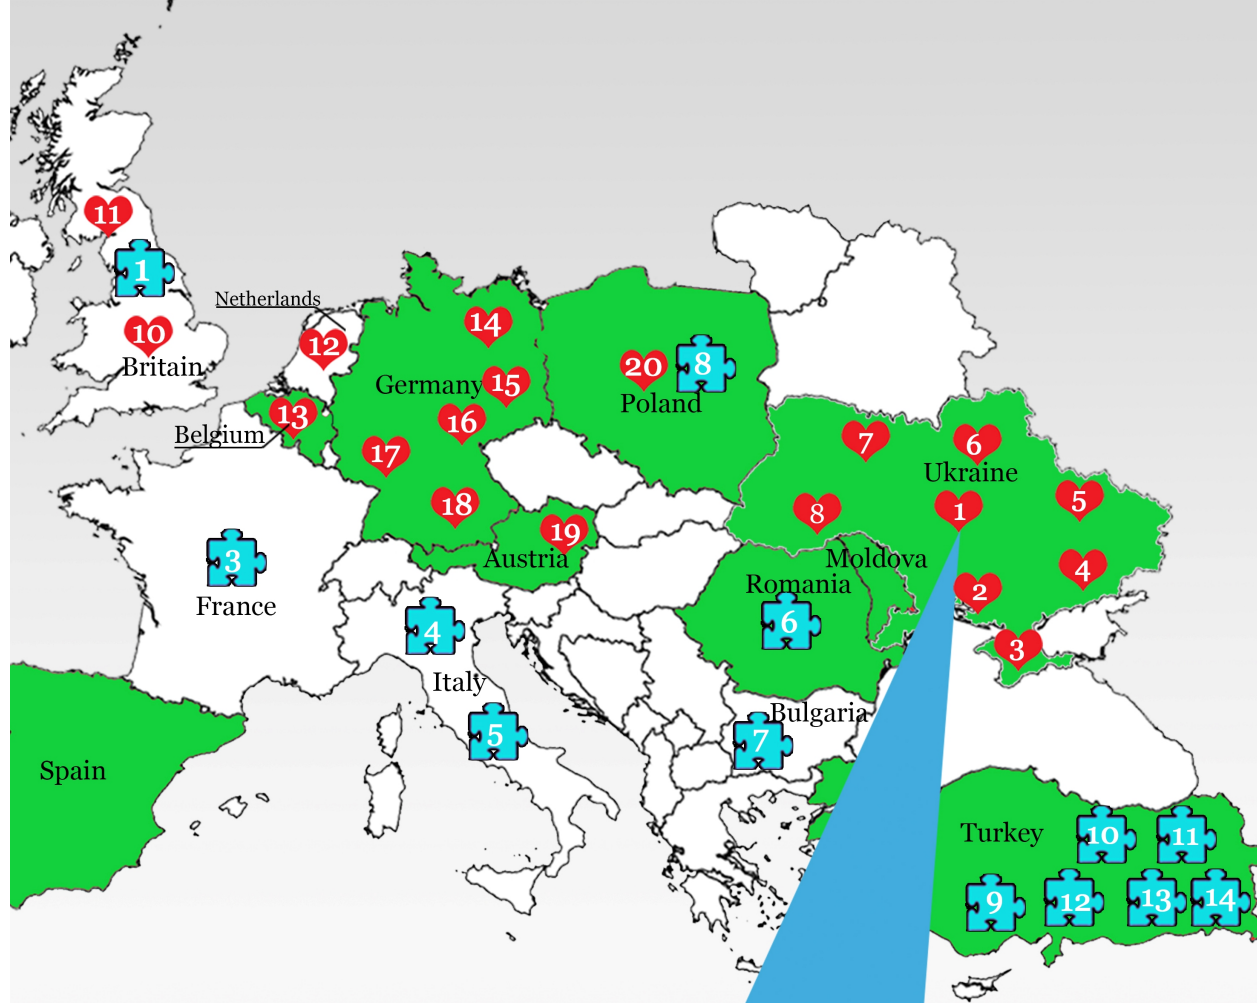 11
1
Netherlands
10
Britain
12
14
Germany
15
20
8
Poland
13
Belgium
16
17
7
6
Ukraine
18
8
1
5
19
Austria
3
France
Moldova
Romania
2
4
4
6
3
Italy
5
Bulgaria
7
Spain
Turkey
10
11
9
12
13
14